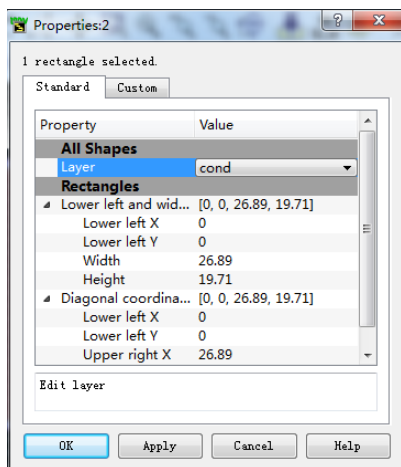 Properties:2
1 rectangle selected.
Standard Custom
Property Value
All Shapes
Layer cond
Rectangles
Lower left and wid... [0, 0, 26.89, 19.71]
Lower left X 0
Lower left Y 0
Width 26.89
Height 19.71
Diagonal coordina... [0, 0, 26.89, 19.71]
Lower left X 0
Lower left Y 0
Upper right X 26.89
Edit layer
OK Apply Cancel Help